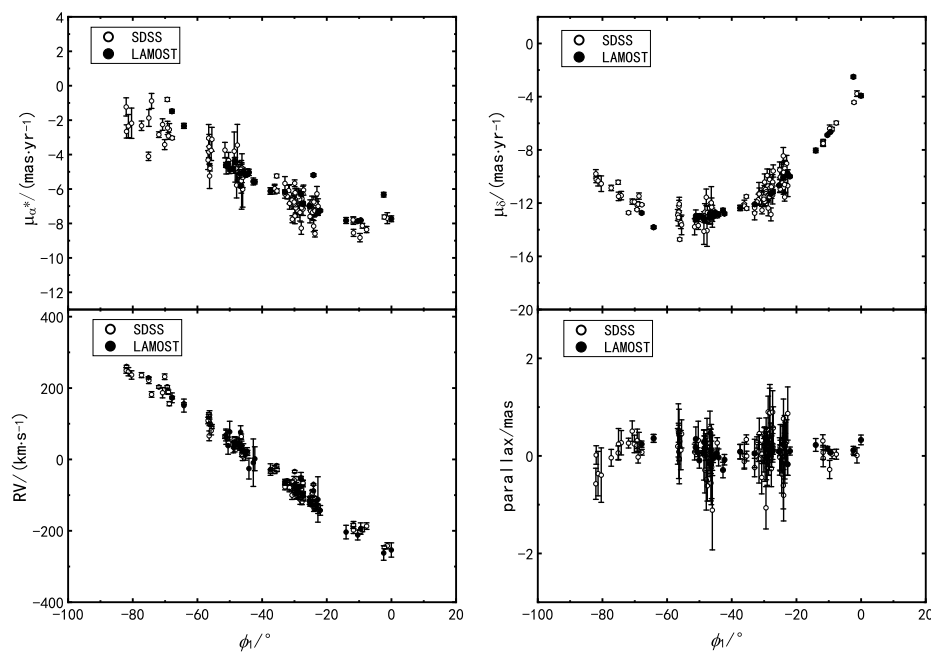 4
2
0
-2
-4
-6
-8
-10
-12
μα*/(mas·yr⁻¹)
SDSS
LAMOST
0
-4
-8
-12
-16
-20
μδ/(mas·yr⁻¹)
SDSS
LAMOST
400
200
0
-200
-400
RV/(km·s⁻¹)
SDSS
LAMOST
-100 -80 -60 -40 -20 0 20
ϕ₁/°
2
0
-2
parallax/mas
SDSS
LAMOST
-100 -80 -60 -40 -20 0 20
ϕ₁/°